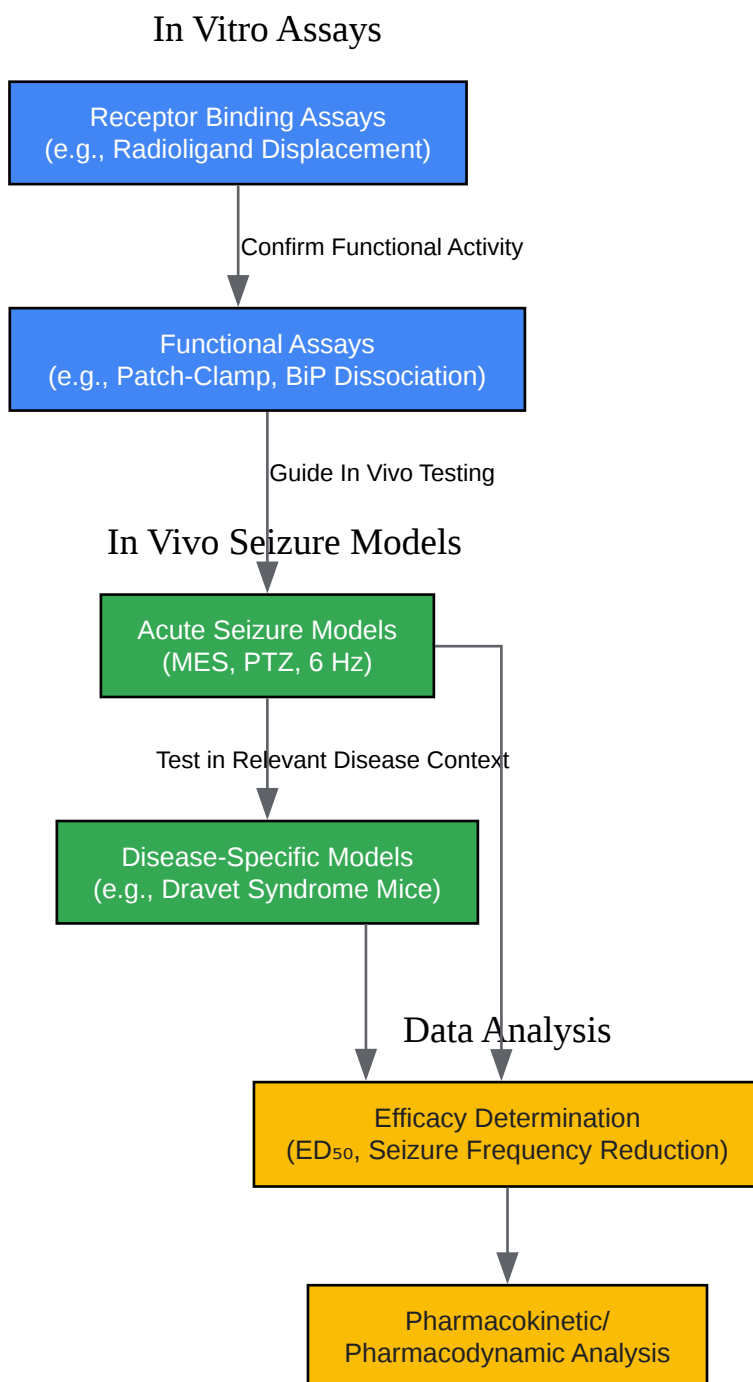 In Vitro Assays
Receptor Binding Assays
(e.g., Radioligand Displacement)
Confirm Functional Activity
Functional Assays
(e.g., Patch-Clamp, BiP Dissociation)
Guide In Vivo Testing
In Vivo Seizure Models
Acute Seizure Models
(MES, PTZ, 6 Hz)
Test in Relevant Disease Context
Disease-Specific Models
(e.g., Dravet Syndrome Mice)
Data Analysis
Efficacy Determination
(ED₅₀, Seizure Frequency Reduction)
Pharmacokinetic/
Pharmacodynamic Analysis